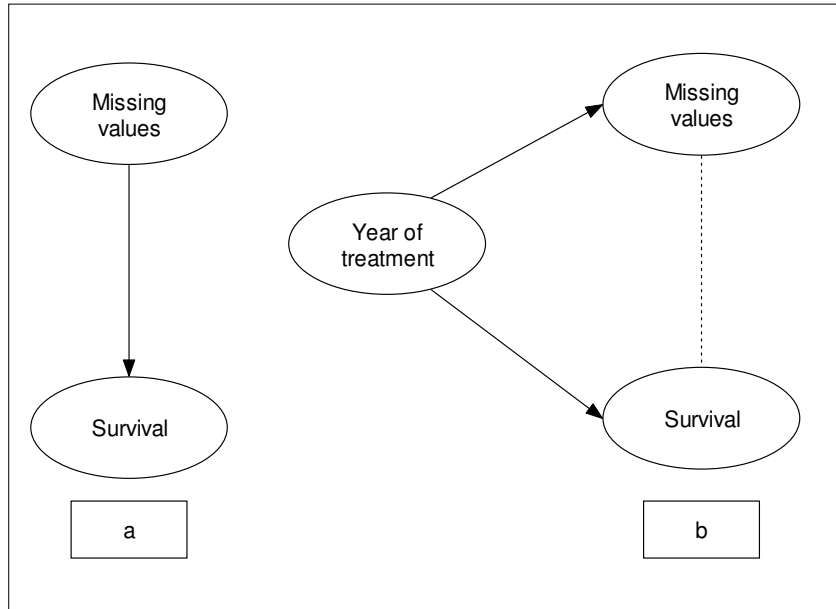 Missing
values
Survival
a
Year of
treatment
Missing
values
Survival
b